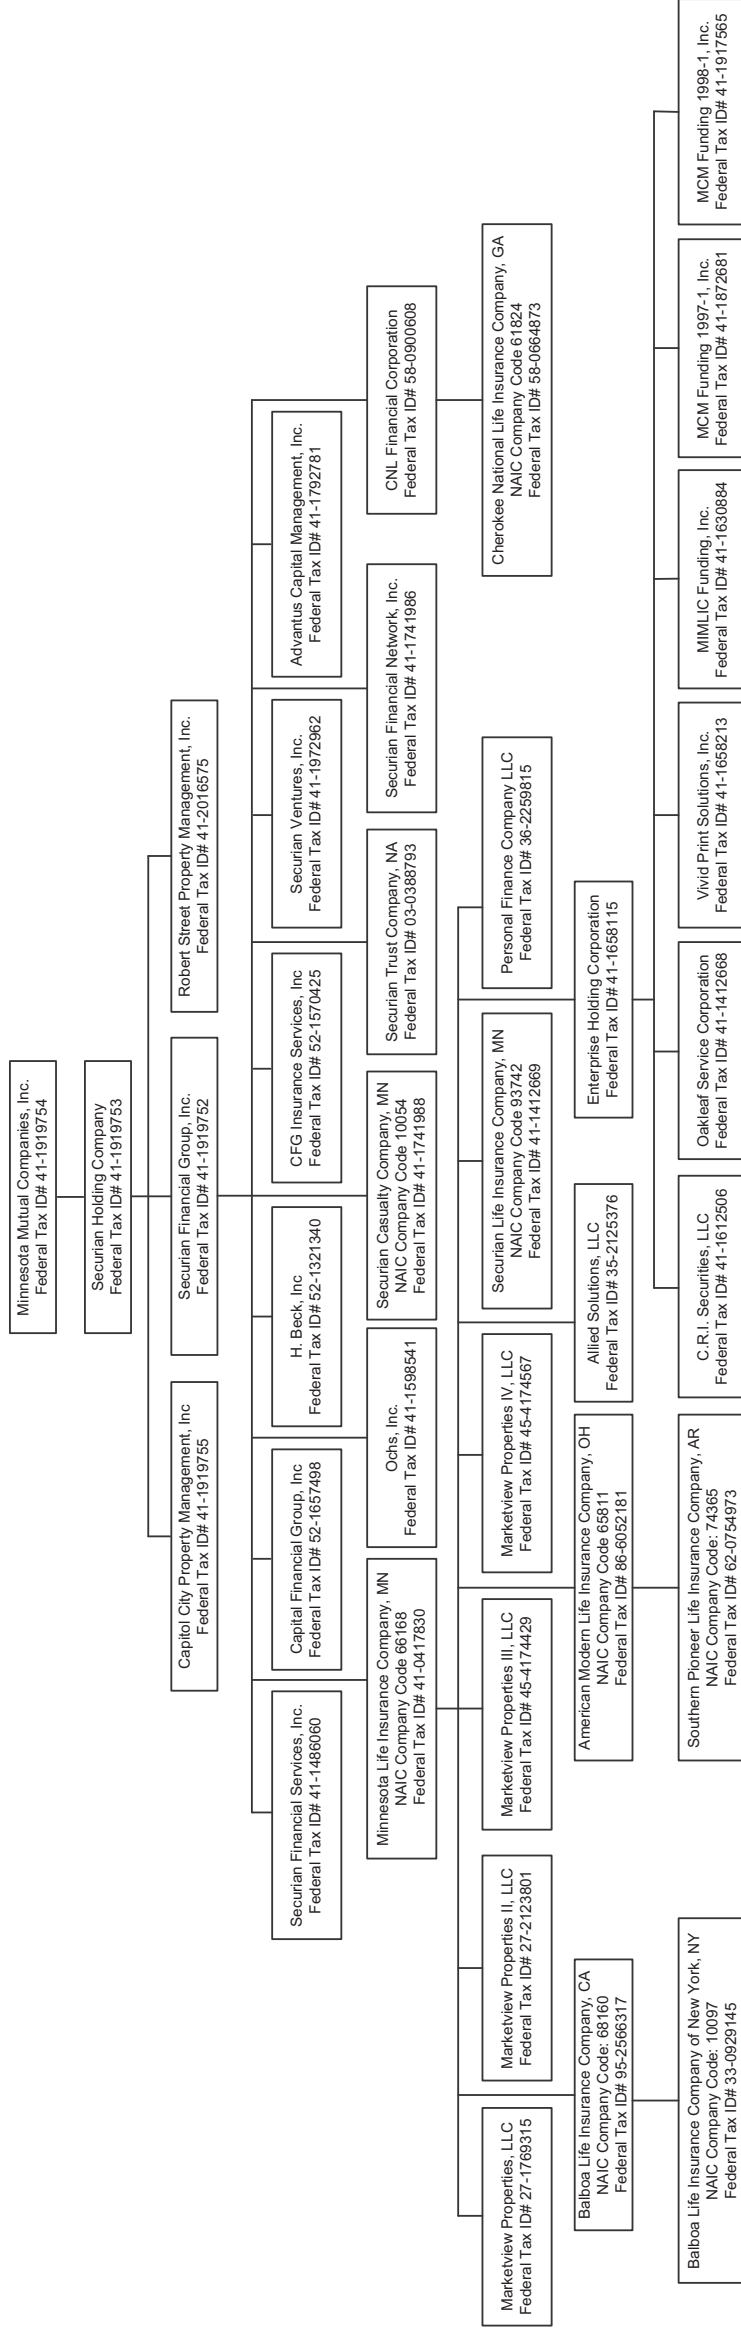 Minnesota Mutual Companies, Inc.
Federal Tax ID# 41-1919754
Securian Holding Company
Federal Tax ID# 41-1919753
Capitol City Property Management, Inc
Federal Tax ID# 41-1919755
Securian Financial Group, Inc.
Federal Tax ID# 41-1919752
Robert Street Property Management, Inc.
Federal Tax ID# 41-2016575
Securian Financial Services, Inc.
Federal Tax ID# 41-1486060
Capital Financial Group, Inc
Federal Tax ID# 52-1657498
H. Beck, Inc
Federal Tax ID# 52-1321340
CFG Insurance Services, Inc
Federal Tax ID# 52-1570425
Securian Ventures, Inc.
Federal Tax ID# 41-1972962
Advantus Capital Management, Inc.
Federal Tax ID# 41-1792781
Minnesota Life Insurance Company, MN
NAIC Company Code 66168
Federal Tax ID# 41-0417830
Ochs, Inc.
Federal Tax ID# 41-1598541
Securian Casualty Company, MN
NAIC Company Code 10054
Federal Tax ID# 41-1741988
Securian Trust Company, NA
Federal Tax ID# 03-0388793
Securian Financial Network, Inc.
Federal Tax ID# 41-1741986
CNL Financial Corporation
Federal Tax ID# 58-0900608
Marketview Properties, LLC
Federal Tax ID# 27-1769315
Marketview Properties II, LLC
Federal Tax ID# 27-2123801
Marketview Properties III, LLC
Federal Tax ID# 45-4174429
Marketview Properties IV, LLC
Federal Tax ID# 45-4174567
Securian Life Insurance Company, MN
NAIC Company Code 93742
Federal Tax ID# 41-1412669
Personal Finance Company LLC
Federal Tax ID# 36-2259815
Cherokee National Life Insurance Company, GA
NAIC Company Code 61824
Federal Tax ID# 58-0664873
Balboa Life Insurance Company, CA
NAIC Company Code: 68160
Federal Tax ID# 95-2566317
American Modern Life Insurance Company, OH
NAIC Company Code 65811
Federal Tax ID# 86-6052181
Allied Solutions, LLC
Federal Tax ID# 35-2125376
Enterprise Holding Corporation
Federal Tax ID# 41-1658115
Balboa Life Insurance Company of New York, NY
NAIC Company Code: 10097
Federal Tax ID# 33-0929145
Southern Pioneer Life Insurance Company, AR
NAIC Company Code: 74365
Federal Tax ID# 62-0754973
C.R.I. Securities, LLC
Federal Tax ID# 41-1612506
Oakleaf Service Corporation
Federal Tax ID# 41-1412668
Vivid Print Solutions, Inc.
Federal Tax ID# 41-1658213
MIMLIC Funding, Inc.
Federal Tax ID# 41-1630884
MCM Funding 1997-1, Inc.
Federal Tax ID# 41-1872681
MCM Funding 1998-1, Inc.
Federal Tax ID# 41-1917565